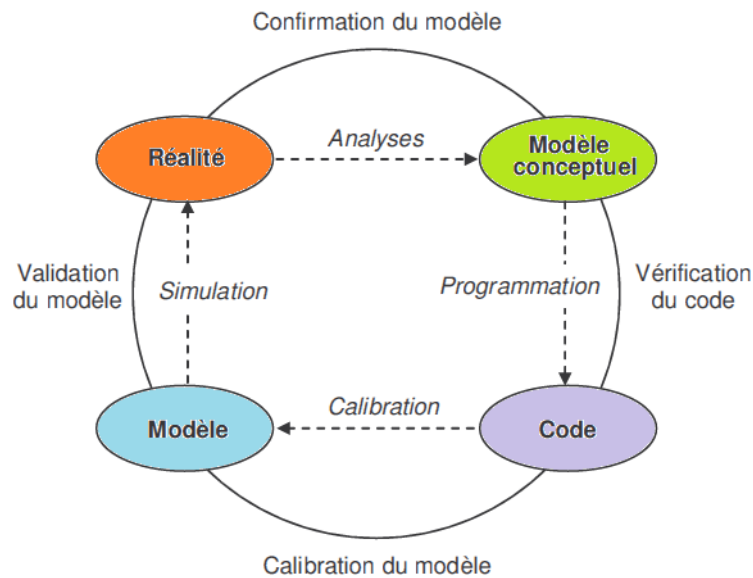 Confirmation du modèle
Réalité
Analyses
Modèle
conceptuel
Validation
du modèle
Simulation
Programmation
Vérification
du code
Modèle
Calibration
Code
Calibration du modèle